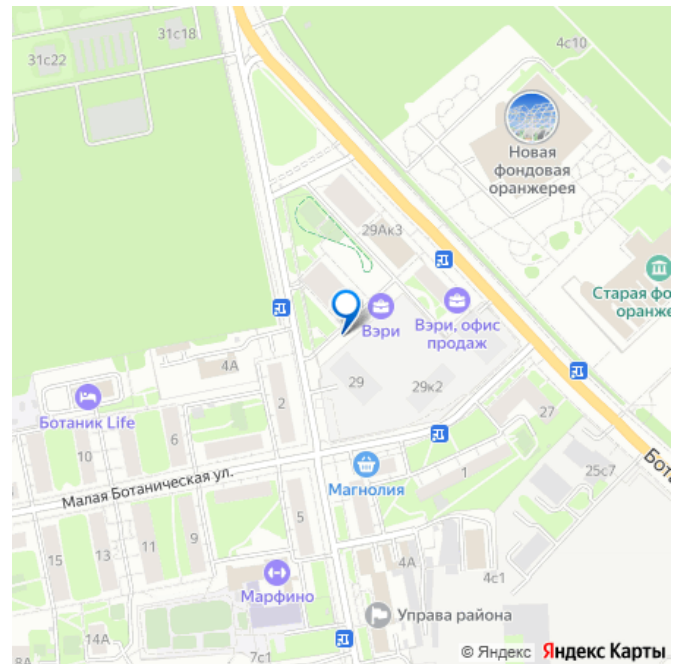 31с18
31с22
4с10
Новая
фондовая
оранжерея
29Ак3
Старая фо
оранже
Вэри
Вэри, офис
продаж
4А
29
29к2
2
Ботаник Life
27
6
10
Бота
25с7
Малая Ботаническая ул.
Магнолия
1
5
9
11
13
15
4А
4с1
Марфино
Управа района
14А
7с1
© Яндекс Яндекс Карты